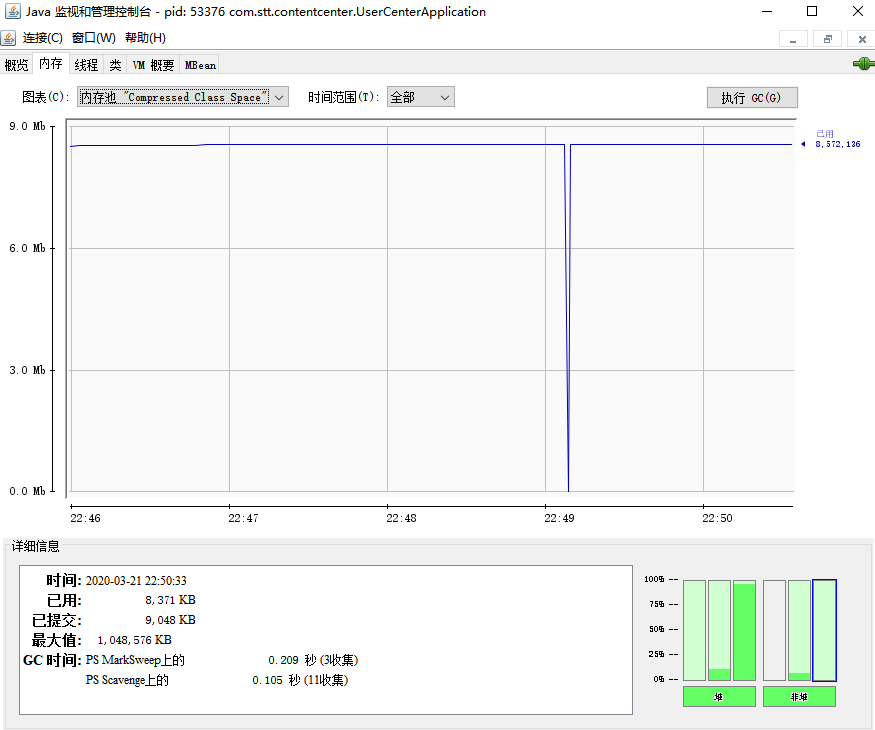 Java 监视和管理控制台 - pid: 53376 com.stt.contentcenter.UserCenterApplication
连接(C) 窗口(W) 帮助(H)
概览 内存 线程 类 VM 概要 MBean
图表(C): 内存池 "Compressed Class Space" 时间范围(T): 全部 执行 GC(G)
9.0 Mb
已用
8,572,136
6.0 Mb
3.0 Mb
0.0 Mb
22:46 22:47 22:48 22:49 22:50
详细信息
时间: 2020-03-21 22:50:33
已用: 8,371 KB
已提交: 9,048 KB
最大值: 1,048,576 KB
GC 时间: PS MarkSweep上的 0.209 秒 (3收集)
PS Scavenge上的 0.105 秒 (11收集)
100% --
75% --
50% --
25% --
0% --
堆 非堆